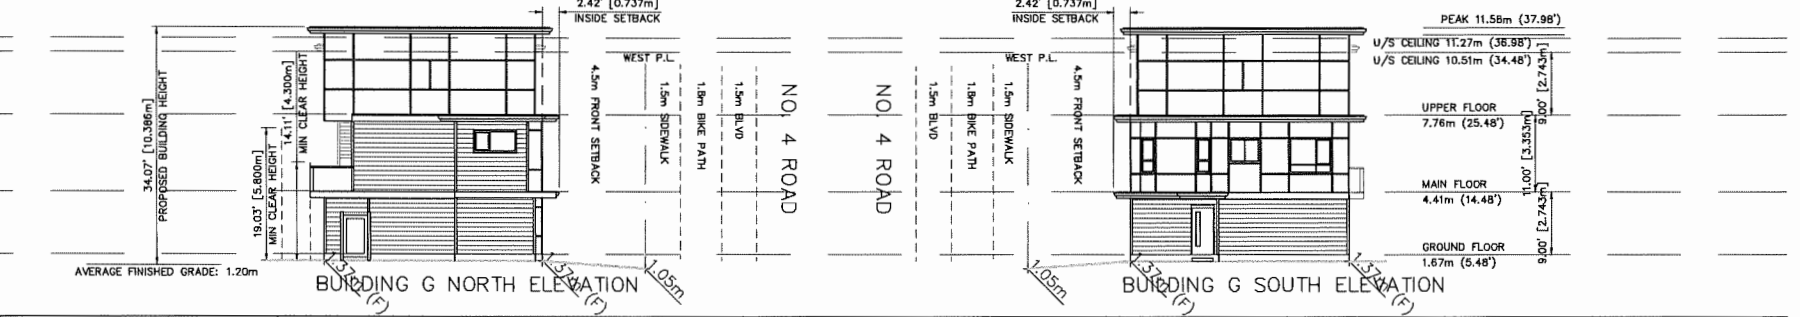 2.42' [0.737m]
INSIDE SETBACK
34.07' [10.386m]
PROPOSED BUILDING HEIGHT
14.11' [4.300m]
MIN CLEAR HEIGHT
19.03' [5.800m]
MIN CLEAR HEIGHT
AVERAGE FINISHED GRADE: 1.20m
WEST P.L.
4.5m FRONT SETBACK
1.5m SIDEWALK
1.8m BIKE PATH
1.5m BLVD
NO. 4 ROAD
1.37m (F)
1.37m (F)
1.05m
BUILDING G NORTH ELEVATION
2.42' [0.737m]
INSIDE SETBACK
NO. 4 ROAD
1.5m BLVD
1.8m BIKE PATH
1.5m SIDEWALK
WEST P.L.
4.5m FRONT SETBACK
1.05m
1.37m (F)
1.37m (F)
BUILDING G SOUTH ELEVATION
PEAK 11.58m (37.98')
U/S CEILING 11.27m (36.98')
U/S CEILING 10.51m (34.48')
UPPER FLOOR
7.76m (25.48')
MAIN FLOOR
4.41m (14.48')
GROUND FLOOR
1.67m (5.48')
9.00' [2.743m]
11.00' [3.353m]
9.00' [2.743m]